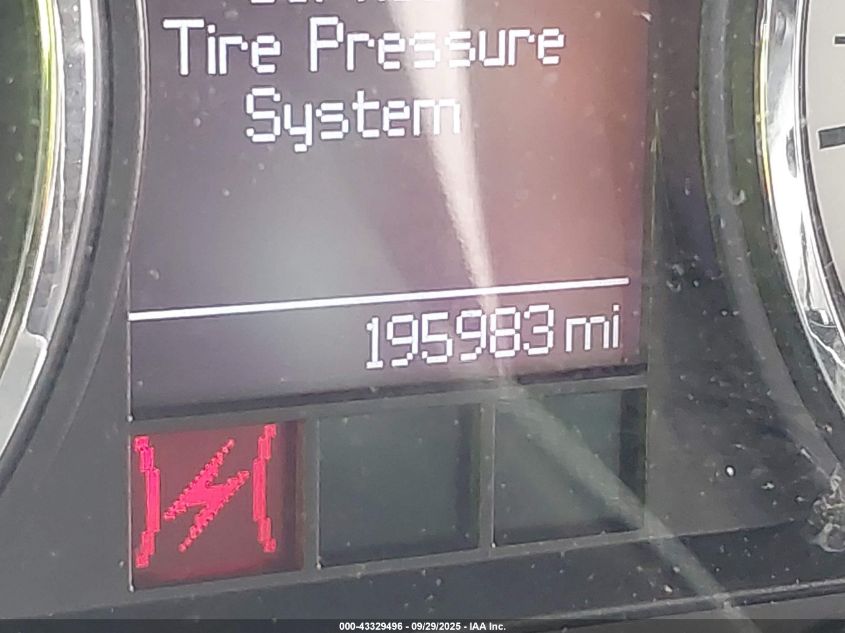 Tire Pressure
System
195983 mi
000-43329496 - 09/29/2025 - IAA Inc.